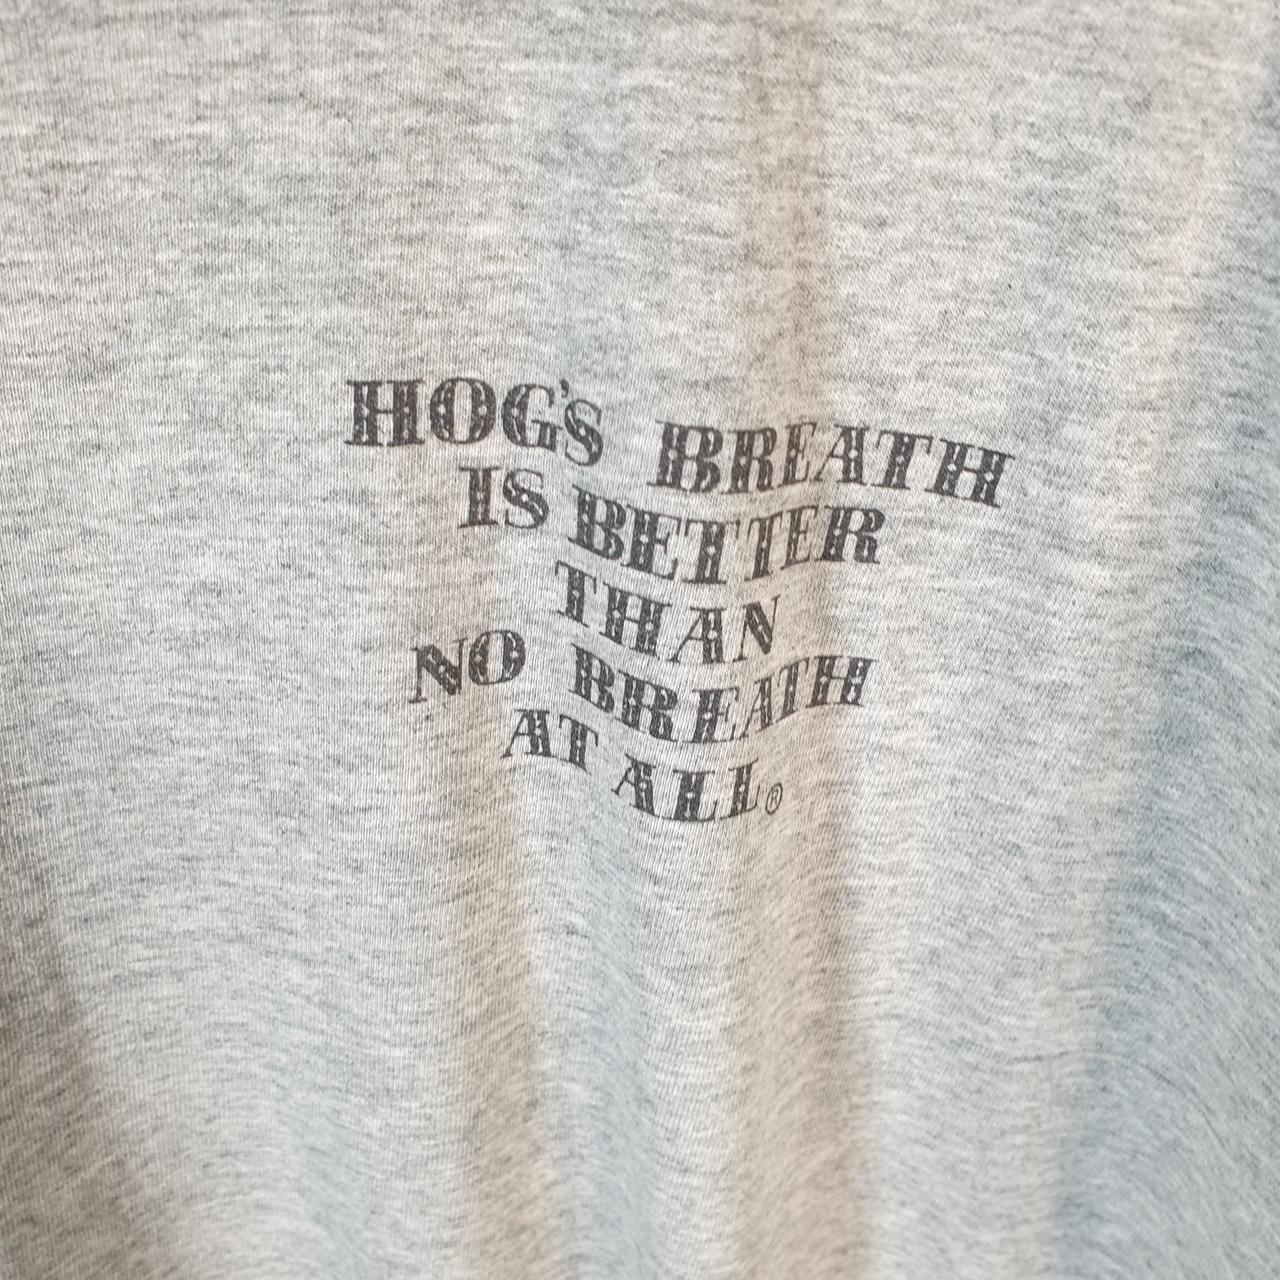 HOG'S BREATH
IS BETTER
THAN
NO BREATH
AT ALL®